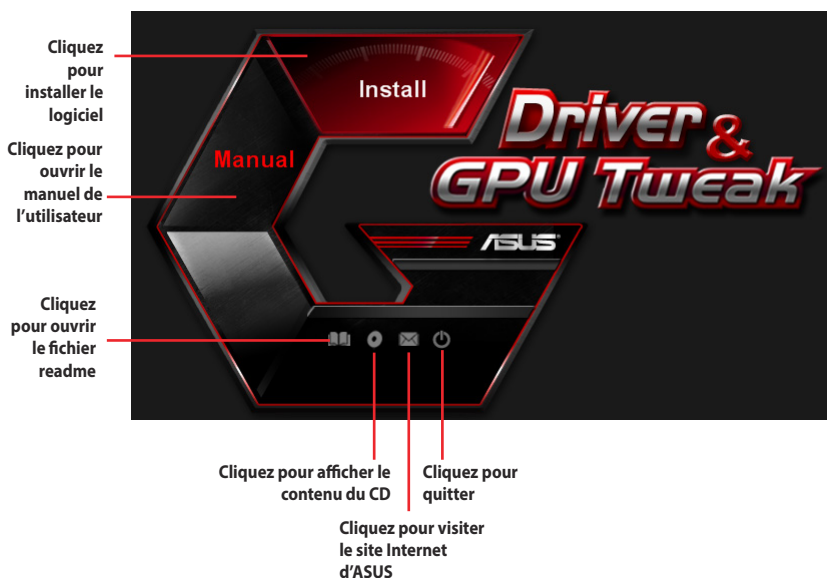 Cliquez
pour
installer le
logiciel
Install
Driver &
GPU Tweak
Cliquez pour
ouvrir le
manuel de
l'utilisateur
Manual
ASUS
Cliquez
pour ouvrir
le fichier
readme
Cliquez pour afficher le
contenu du CD
Cliquez pour
quitter
Cliquez pour visiter
le site Internet
d'ASUS